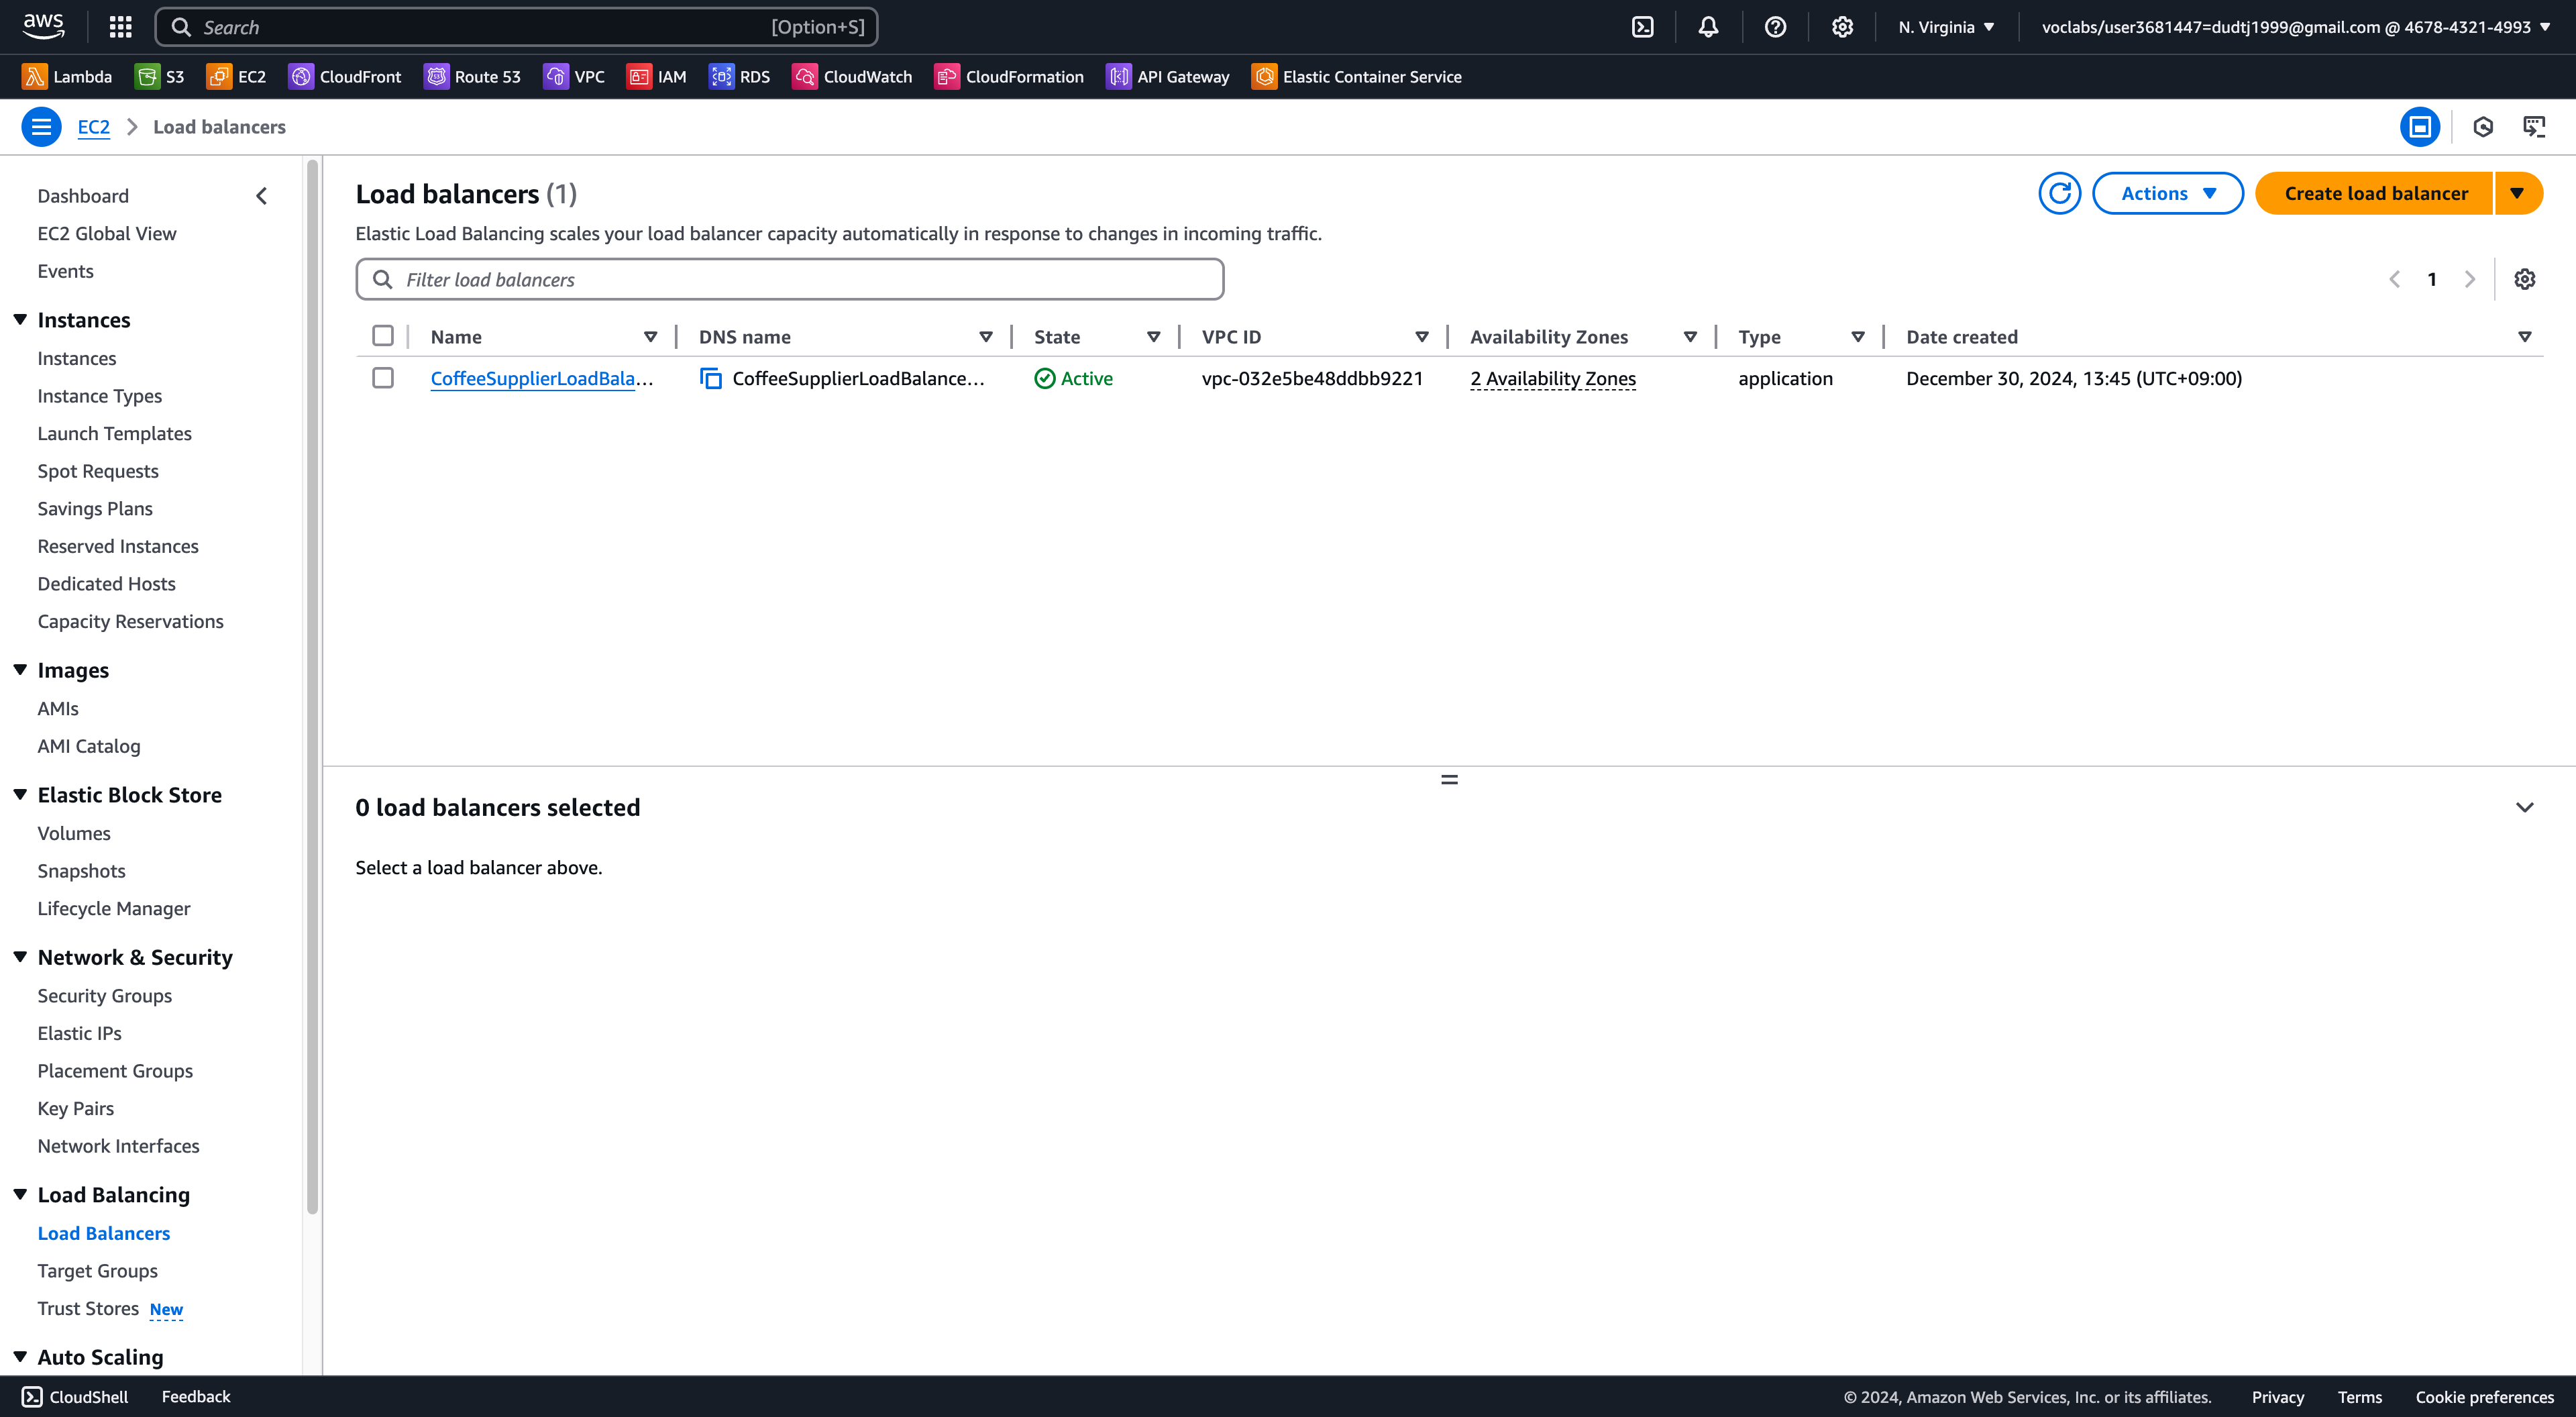 aws
Search [Option+S] N. Virginia voclabs/user3681447=dudtj1999@gmail.com @ 4678-4321-4993
Lambda S3 EC2 CloudFront Route 53 VPC IAM RDS CloudWatch CloudFormation API Gateway Elastic Container Service
EC2 Load balancers
Dashboard
EC2 Global View
Events
Instances
Instances
Instance Types
Launch Templates
Spot Requests
Savings Plans
Reserved Instances
Dedicated Hosts
Capacity Reservations
Images
AMIs
AMI Catalog
Elastic Block Store
Volumes
Snapshots
Lifecycle Manager
Network & Security
Security Groups
Elastic IPs
Placement Groups
Key Pairs
Network Interfaces
Load Balancing
Load Balancers
Target Groups
Trust Stores New
Auto Scaling
Load balancers (1)
Actions
Create load balancer
Elastic Load Balancing scales your load balancer capacity automatically in response to changes in incoming traffic.
Filter load balancers
1
Name DNS name State VPC ID Availability Zones Type Date created
CoffeeSupplierLoadBala... CoffeeSupplierLoadBalance... Active vpc-032e5be48ddbb9221 2 Availability Zones application December 30, 2024, 13:45 (UTC+09:00)
0 load balancers selected
Select a load balancer above.
CloudShell Feedback © 2024, Amazon Web Services, Inc. or its affiliates. Privacy Terms Cookie preferences